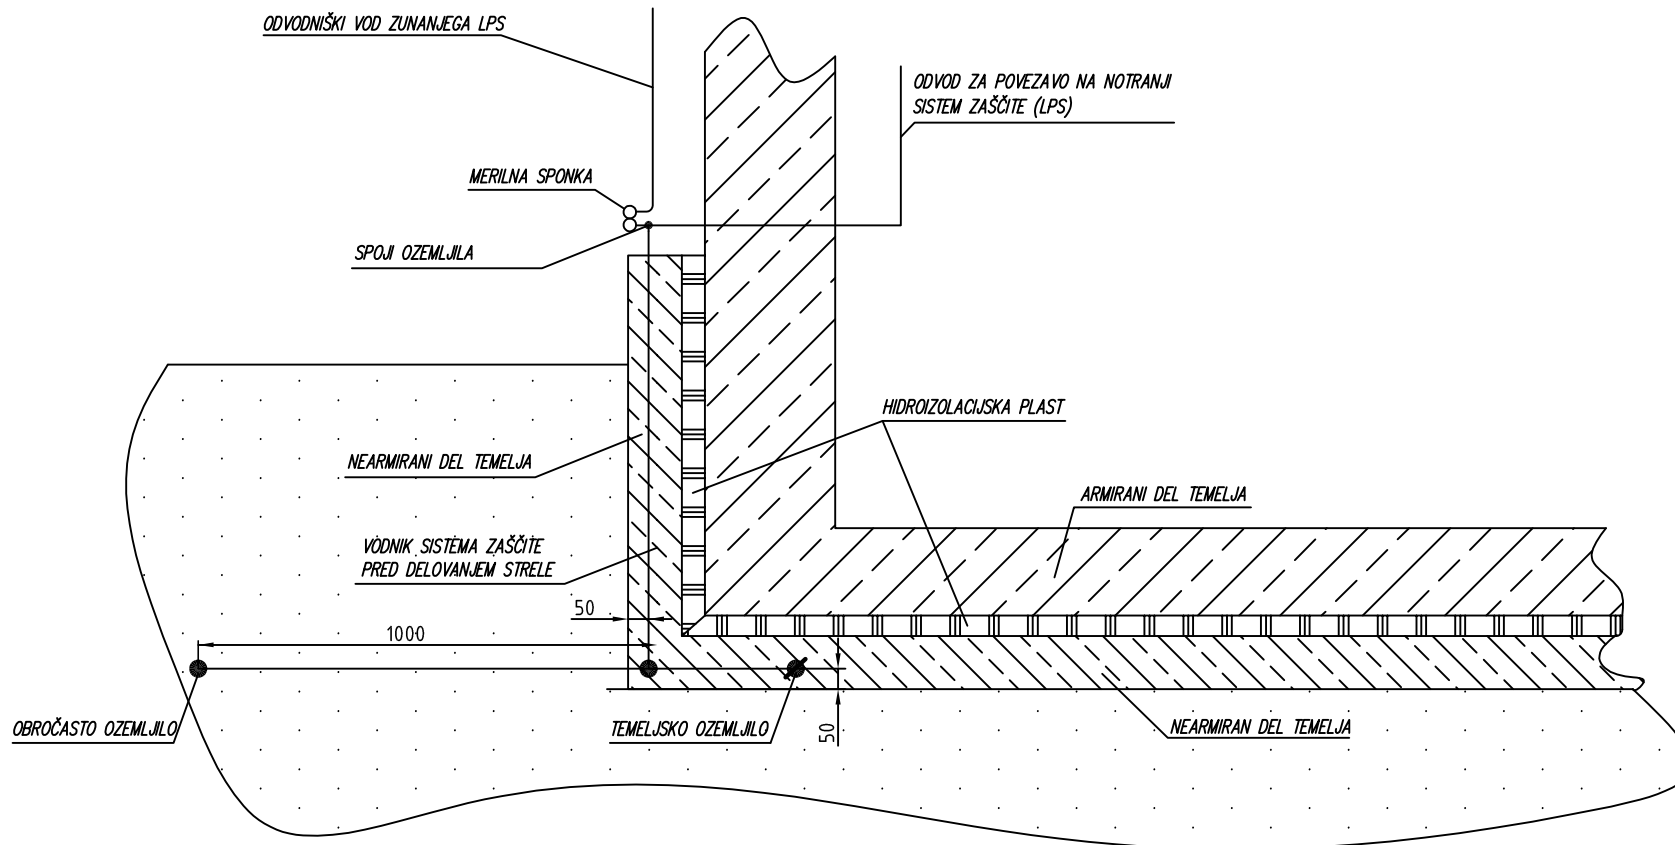 ODVODNIŠKI VOD ZUNANJEGA LPS
ODVOD ZA POVEZAVO NA NOTRANJI
SISTEM ZAŠČITE (LPS)
MERILNA SPONKA
SPOJI OZEMLJILA
HIDROIZOLACIJSKA PLAST
NEARMIRANI DEL TEMELJA
ARMIRANI DEL TEMELJA
VODNIK SISTEMA ZAŠČITE
PRED DELOVANJEM STRELE
50
1000
OBROČASTO OZEMLJILO
TEMELJSKO OZEMLJILO
50
NEARMIRAN DEL TEMELJA